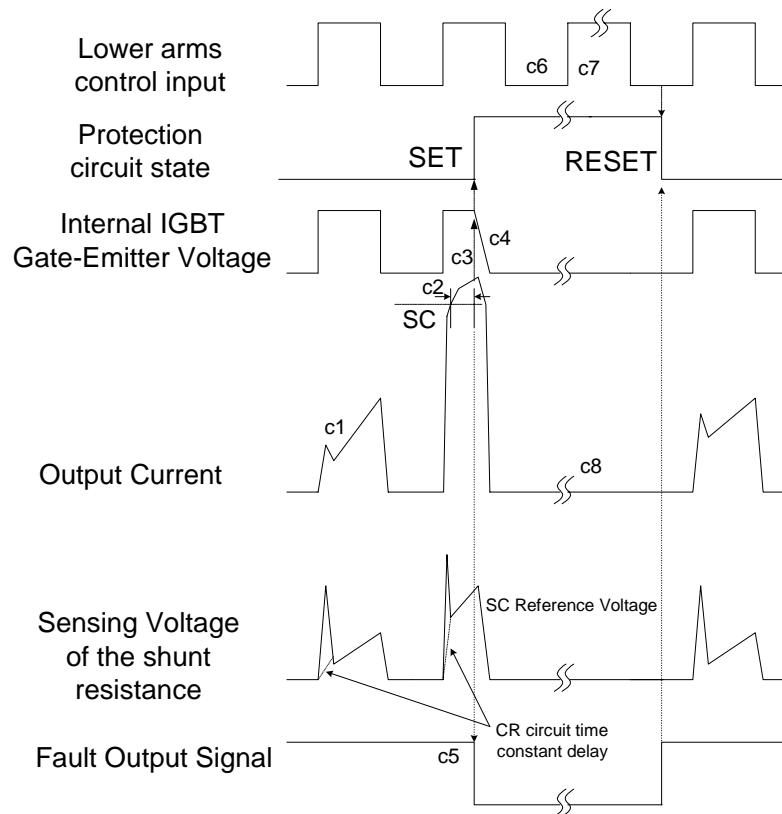 Lower arms
control input
c6
c7
Protection
circuit state
SET
RESET
Internal IGBT
Gate-Emitter Voltage
c4
c3
c2
SC
c1
Output Current
c8
SC Reference Voltage
Sensing Voltage
of the shunt
resistance
CR circuit time
constant delay
Fault Output Signal
c5